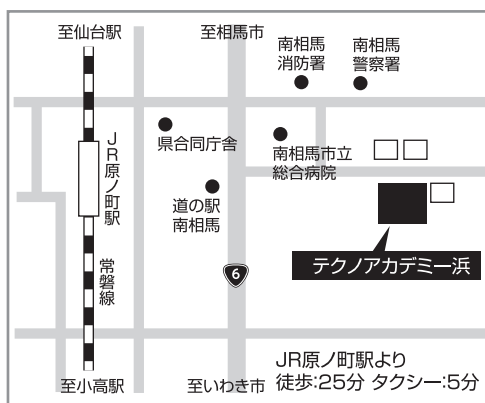 至仙台駅
至相馬市
南相馬
消防署
南相馬
警察署
県合同庁舎
南相馬市立
総合病院
JR原ノ町駅
道の駅
南相馬
常磐線
6
テクノアカデミー浜
至小高駅
至いわき市
JR原ノ町駅より
徒歩:25分 タクシー:5分